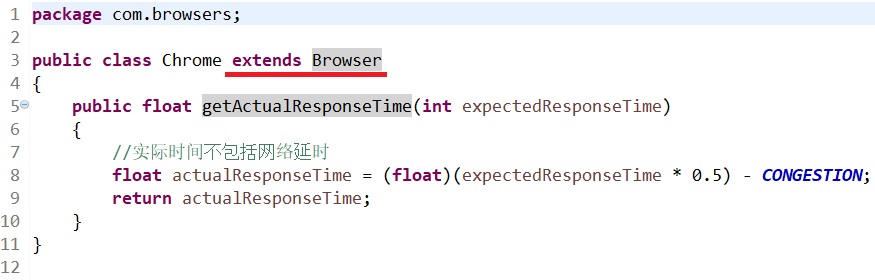 1 package com.browsers;
2
3 public class Chrome extends Browser
4 {
5 public float getActualResponseTime(int expectedResponseTime)
6 {
7 //实际时间不包括网络延时
8 float actualResponseTime = (float)(expectedResponseTime * 0.5) - CONGESTION;
9 return actualResponseTime;
10 }
11 }
12